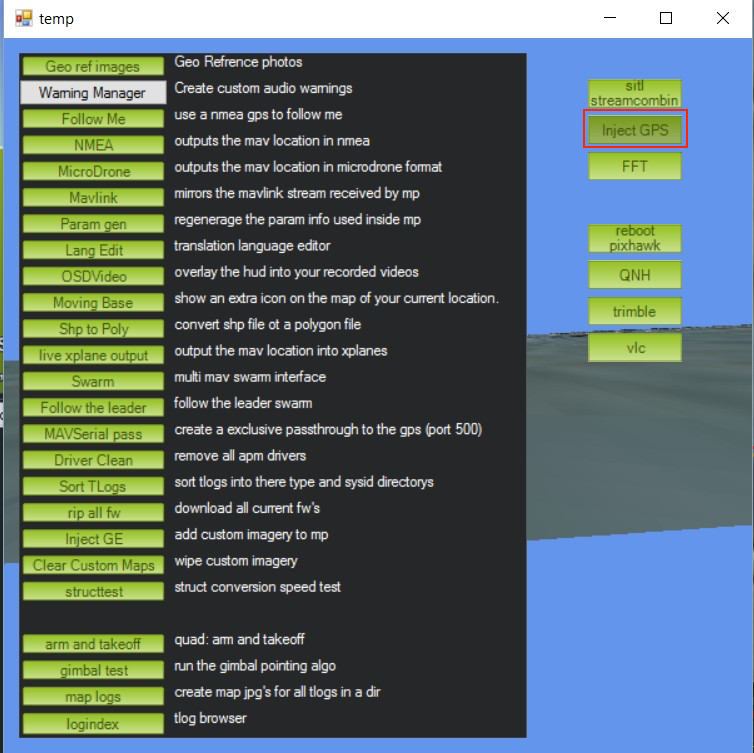 temp
Geo ref images Geo Refrence photos
Warning Manager Create custom audio warnings
Follow Me use a nmea gps to follow me
NMEA outputs the mav location in nmea
MicroDrone outputs the mav location in microdrone format
Mavlink mirrors the mavlink stream received by mp
Param gen regenerage the param info used inside mp
Lang Edit translation language editor
OSDVideo overlay the hud into your recorded videos
Moving Base show an extra icon on the map of your current location.
Shp to Poly convert shp file ot a polygon file
live xplane output output the mav location into xplanes
Swarm multi mav swarm interface
Follow the leader follow the leader swarm
MAVSerial pass create a exclusive passthrough to the gps (port 500)
Driver Clean remove all apm drivers
Sort TLogs sort tlogs into there type and sysid directorys
rip all fw download all current fw's
Inject GE add custom imagery to mp
Clear Custom Maps wipe custom imagery
structtest struct conversion speed test
arm and takeoff quad: arm and takeoff
gimbal test run the gimbal pointing algo
map logs create map jpg's for all tlogs in a dir
logindex tlog browser
sitl
streamcombin
Inject GPS
FFT
reboot
pixhawk
QNH
trimble
vlc